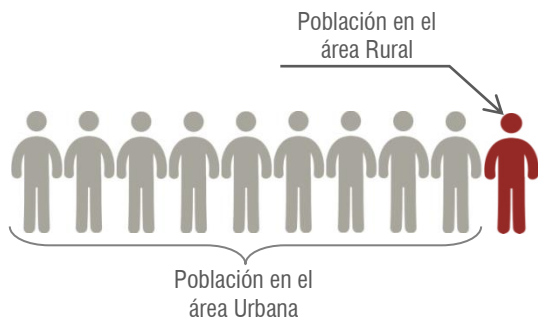 Población en el
área Rural
Población en el
área Urbana